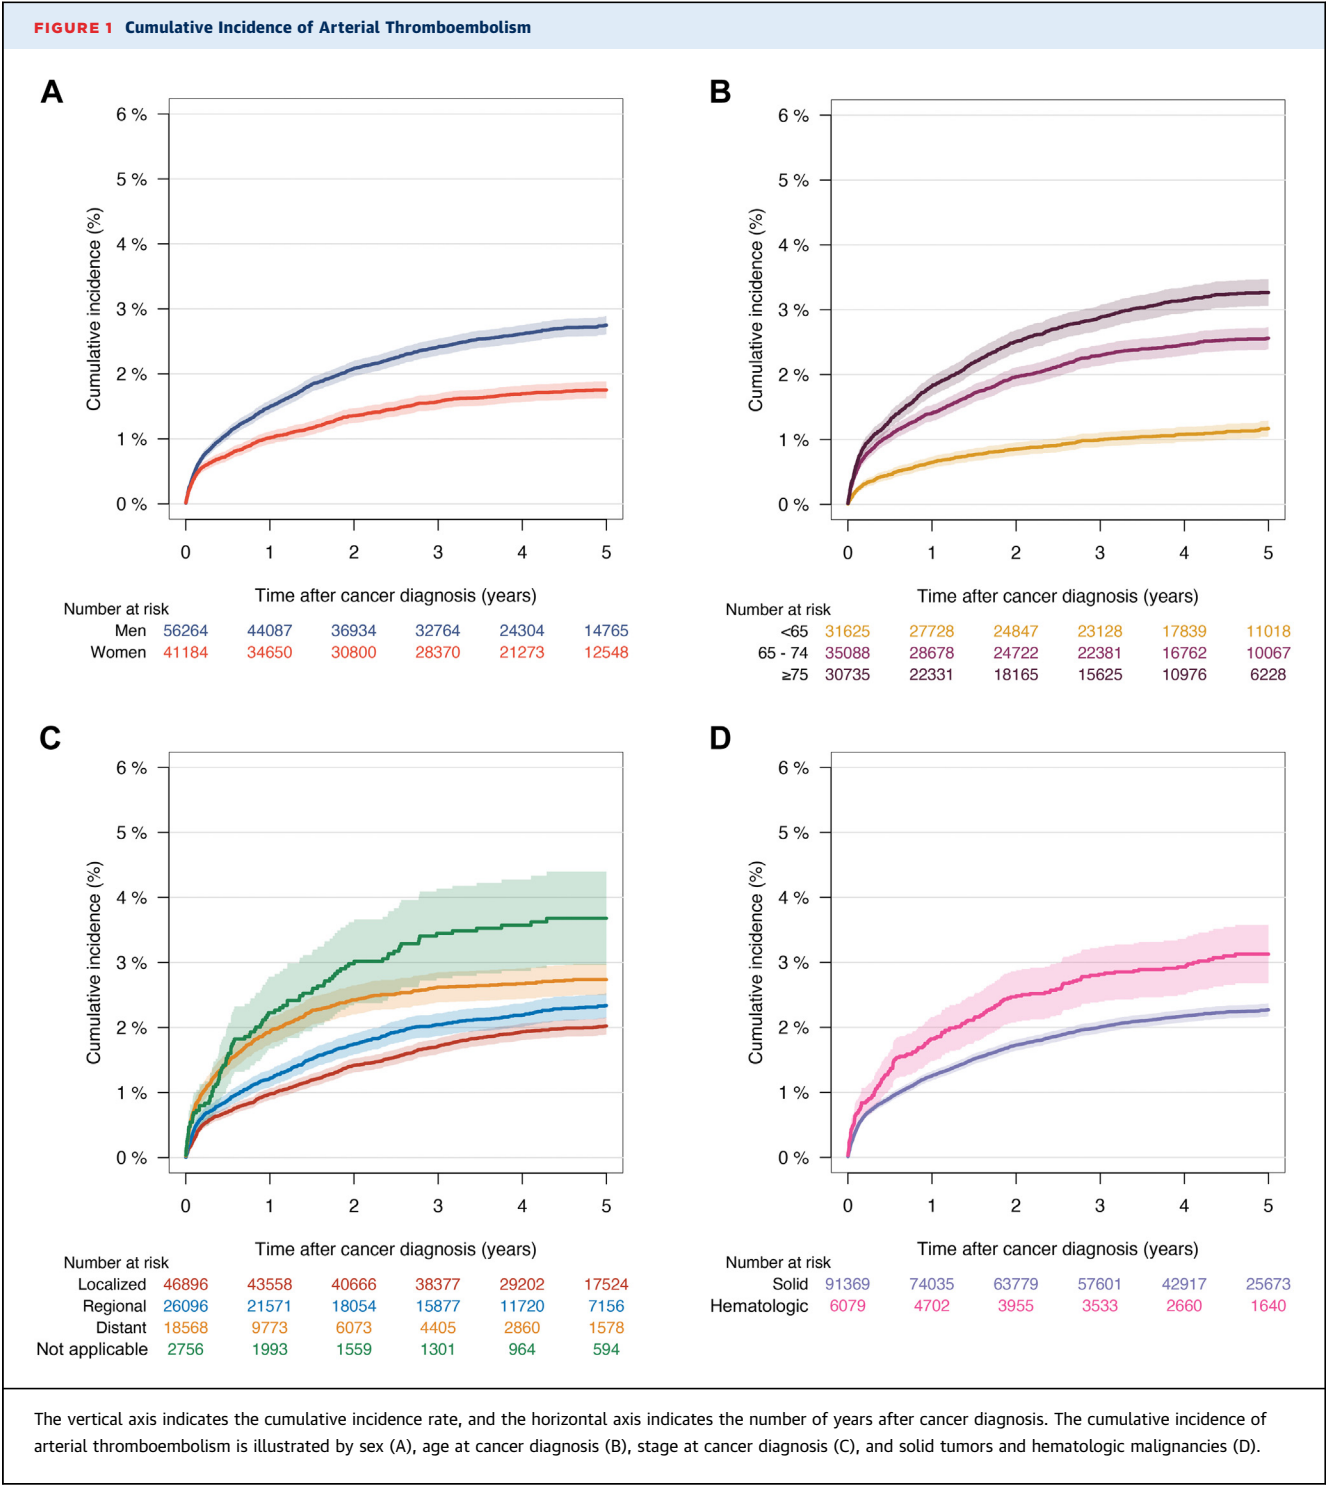 FIGURE 1 Cumulative Incidence of Arterial Thromboembolism
A
6 %
5 %
4 %
3 %
2 %
1 %
0 %
Cumulative incidence (%)
0 1 2 3 4 5
Time after cancer diagnosis (years)
Number at risk
Men 56264 44087 36934 32764 24304 14765
Women 41184 34650 30800 28370 21273 12548
B
6 %
5 %
4 %
3 %
2 %
1 %
0 %
Cumulative incidence (%)
0 1 2 3 4 5
Time after cancer diagnosis (years)
Number at risk
<65 31625 27728 24847 23128 17839 11018
65 - 74 35088 28678 24722 22381 16762 10067
≥75 30735 22331 18165 15625 10976 6228
C
6 %
5 %
4 %
3 %
2 %
1 %
0 %
Cumulative incidence (%)
0 1 2 3 4 5
Time after cancer diagnosis (years)
Number at risk
Localized 46896 43558 40666 38377 29202 17524
Regional 26096 21571 18054 15877 11720 7156
Distant 18568 9773 6073 4405 2860 1578
Not applicable 2756 1993 1559 1301 964 594
D
6 %
5 %
4 %
3 %
2 %
1 %
0 %
Cumulative incidence (%)
0 1 2 3 4 5
Time after cancer diagnosis (years)
Number at risk
Solid 91369 74035 63779 57601 42917 25673
Hematologic 6079 4702 3955 3533 2660 1640
The vertical axis indicates the cumulative incidence rate, and the horizontal axis indicates the number of years after cancer diagnosis. The cumulative incidence of
arterial thromboembolism is illustrated by sex (A), age at cancer diagnosis (B), stage at cancer diagnosis (C), and solid tumors and hematologic malignancies (D).